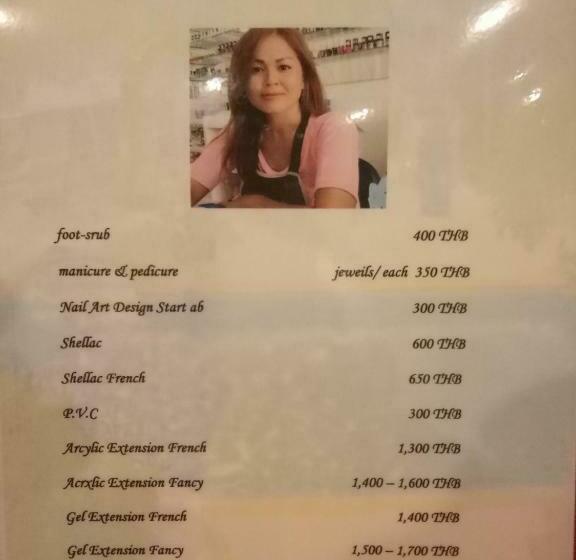 foot-srub 400 THB
manicure & pedicure jeweils/ each 350 THB
Nail Art Design Start ab 300 THB
Shellac 600 THB
Shellac French 650 THB
P.V.C 300 THB
Arcylic Extension French 1,300 THB
Acrxlic Extension Fancy 1,400 – 1,600 THB
Gel Extension French 1,400 THB
Gel Extension Fancy 1,500 – 1,700 THB